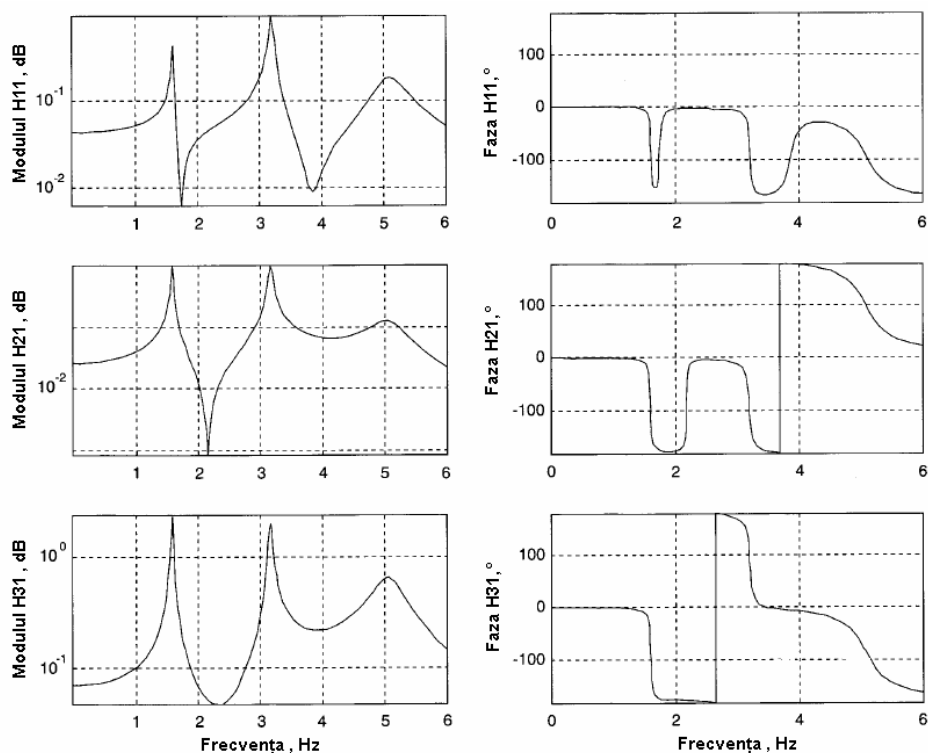 Modulul H11 , dB
10⁻¹
10⁻²
1 2 3 4 5 6
Faza H11 , °
100
0
-100
0 2 4 6
Modulul H21 , dB
10⁻²
1 2 3 4 5 6
Faza H21 , °
100
0
-100
0 2 4 6
Modulul H31 , dB
10⁰
10⁻¹
1 2 3 4 5 6
Frecvența , Hz
Faza H31 , °
100
0
-100
0 2 4 6
Frecvența , Hz